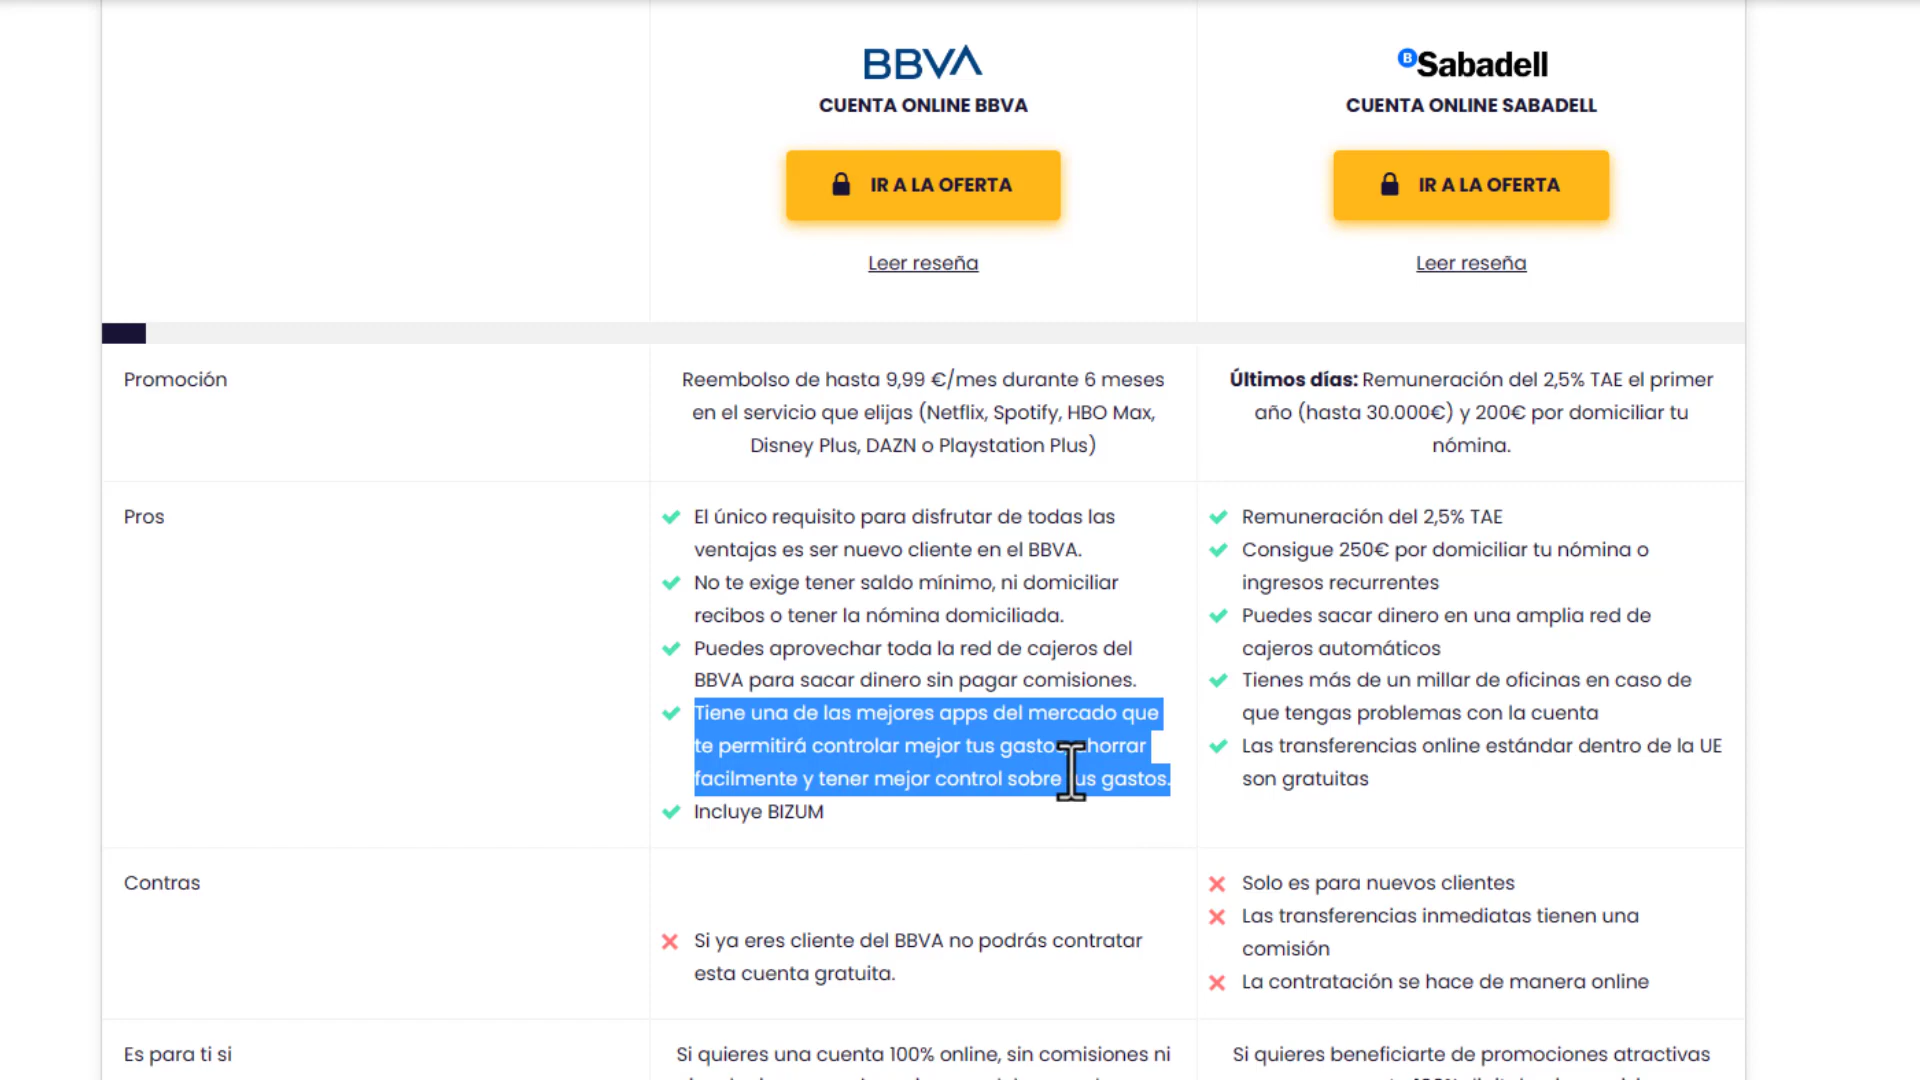 BBVA
CUENTA ONLINE BBVA
IR A LA OFERTA
Leer reseña
B Sabadell
CUENTA ONLINE SABADELL
IR A LA OFERTA
Leer reseña
Promoción
Reembolso de hasta 9,99 €/mes durante 6 meses
en el servicio que elijas (Netflix, Spotify, HBO Max,
Disney Plus, DAZN o Playstation Plus)
Últimos días: Remuneración del 2,5% TAE el primer
año (hasta 30.000€) y 200€ por domiciliar tu
nómina.
Pros
El único requisito para disfrutar de todas las
ventajas es ser nuevo cliente en el BBVA.
No te exige tener saldo mínimo, ni domiciliar
recibos o tener la nómina domiciliada.
Puedes aprovechar toda la red de cajeros del
BBVA para sacar dinero sin pagar comisiones.
Tiene una de las mejores apps del mercado que
te permitirá controlar mejor tus gastos, ahorrar
facilmente y tener mejor control sobre tus gastos.
Incluye BIZUM
Remuneración del 2,5% TAE
Consigue 250€ por domiciliar tu nómina o
ingresos recurrentes
Puedes sacar dinero en una amplia red de
cajeros automáticos
Tienes más de un millar de oficinas en caso de
que tengas problemas con la cuenta
Las transferencias online estándar dentro de la UE
son gratuitas
Contras
Si ya eres cliente del BBVA no podrás contratar
esta cuenta gratuita.
Solo es para nuevos clientes
Las transferencias inmediatas tienen una
comisión
La contratación se hace de manera online
Es para ti si
Si quieres una cuenta 100% online, sin comisiones ni
Si quieres beneficiarte de promociones atractivas